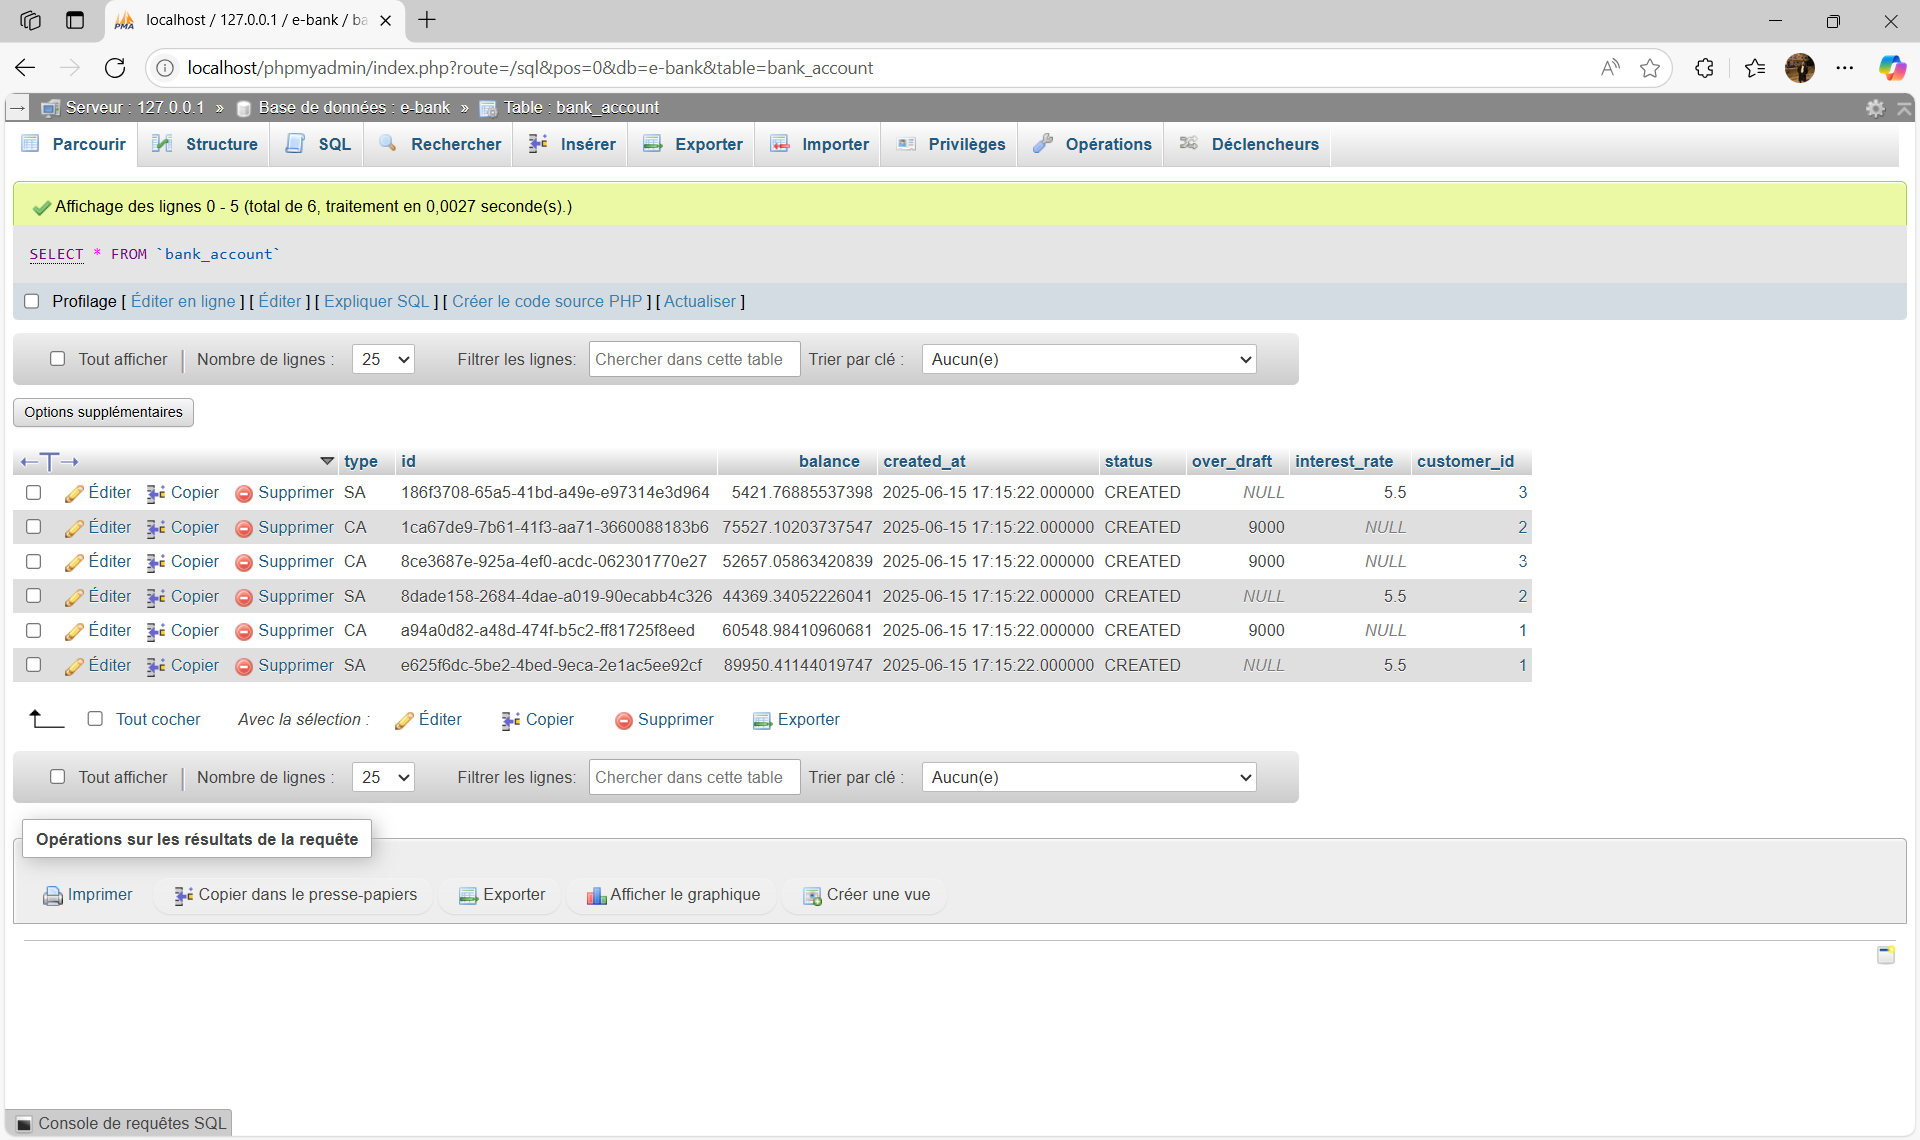 localhost / 127.0.0.1 / e-bank / ba
localhost/phpmyadmin/index.php?route=/sql&pos=0&db=e-bank&table=bank_account
Serveur : 127.0.0.1 » Base de données : e-bank » Table : bank_account
Parcourir Structure SQL Rechercher Insérer Exporter Importer Privilèges Opérations Déclencheurs
Affichage des lignes 0 - 5 (total de 6, traitement en 0,0027 seconde(s).)
SELECT * FROM `bank_account`
Profilage [ Éditer en ligne ] [ Éditer ] [ Expliquer SQL ] [ Créer le code source PHP ] [ Actualiser ]
Tout afficher Nombre de lignes : 25 Filtrer les lignes: Chercher dans cette table Trier par clé : Aucun(e)
Options supplémentaires
←T→ type id balance created_at status over_draft interest_rate customer_id
Éditer Copier Supprimer SA 186f3708-65a5-41bd-a49e-e97314e3d964 5421.76885537398 2025-06-15 17:15:22.000000 CREATED NULL 5.5 3
Éditer Copier Supprimer CA 1ca67de9-7b61-41f3-aa71-3660088183b6 75527.10203737547 2025-06-15 17:15:22.000000 CREATED 9000 NULL 2
Éditer Copier Supprimer CA 8ce3687e-925a-4ef0-acdc-062301770e27 52657.05863420839 2025-06-15 17:15:22.000000 CREATED 9000 NULL 3
Éditer Copier Supprimer SA 8dade158-2684-4dae-a019-90ecabb4c326 44369.34052226041 2025-06-15 17:15:22.000000 CREATED NULL 5.5 2
Éditer Copier Supprimer CA a94a0d82-a48d-474f-b5c2-ff81725f8eed 60548.98410960681 2025-06-15 17:15:22.000000 CREATED 9000 NULL 1
Éditer Copier Supprimer SA e625f6dc-5be2-4bed-9eca-2e1ac5ee92cf 89950.41144019747 2025-06-15 17:15:22.000000 CREATED NULL 5.5 1
Tout cocher Avec la sélection : Éditer Copier Supprimer Exporter
Tout afficher Nombre de lignes : 25 Filtrer les lignes: Chercher dans cette table Trier par clé : Aucun(e)
Opérations sur les résultats de la requête
Imprimer Copier dans le presse-papiers Exporter Afficher le graphique Créer une vue
Console de requêtes SQL